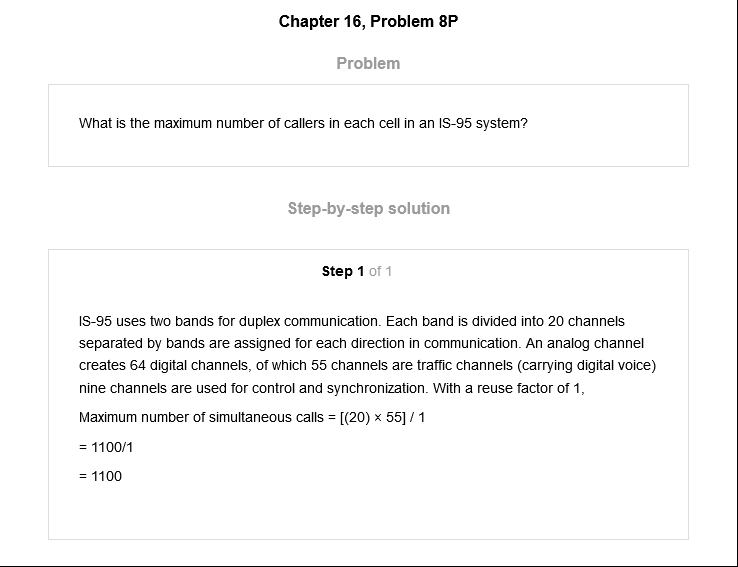 Chapter 16, Problem 8P
Problem
What is the maximum number of callers in each cell in an IS-95 system?
Step-by-step solution
Step 1 of 1
IS-95 uses two bands for duplex communication. Each band is divided into 20 channels
separated by bands are assigned for each direction in communication. An analog channel
creates 64 digital channels, of which 55 channels are traffic channels (carrying digital voice)
nine channels are used for control and synchronization. With a reuse factor of 1,
Maximum number of simultaneous calls = [(20) × 55] / 1
= 1100/1
= 1100